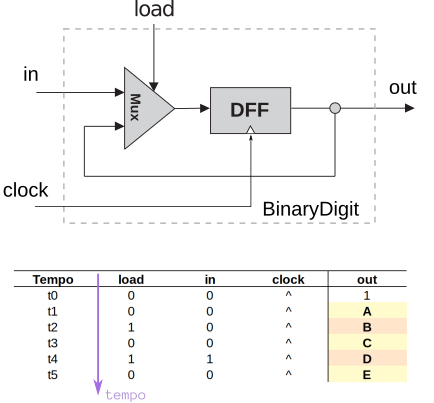 load
in
out
Mux
DFF
clock
BinaryDigit
Tempo load in clock out
t0 0 0 ^ 1
t1 0 0 ^ A
t2 1 0 ^ B
t3 0 0 ^ C
t4 1 1 ^ D
t5 0 0 ^ E
tempo